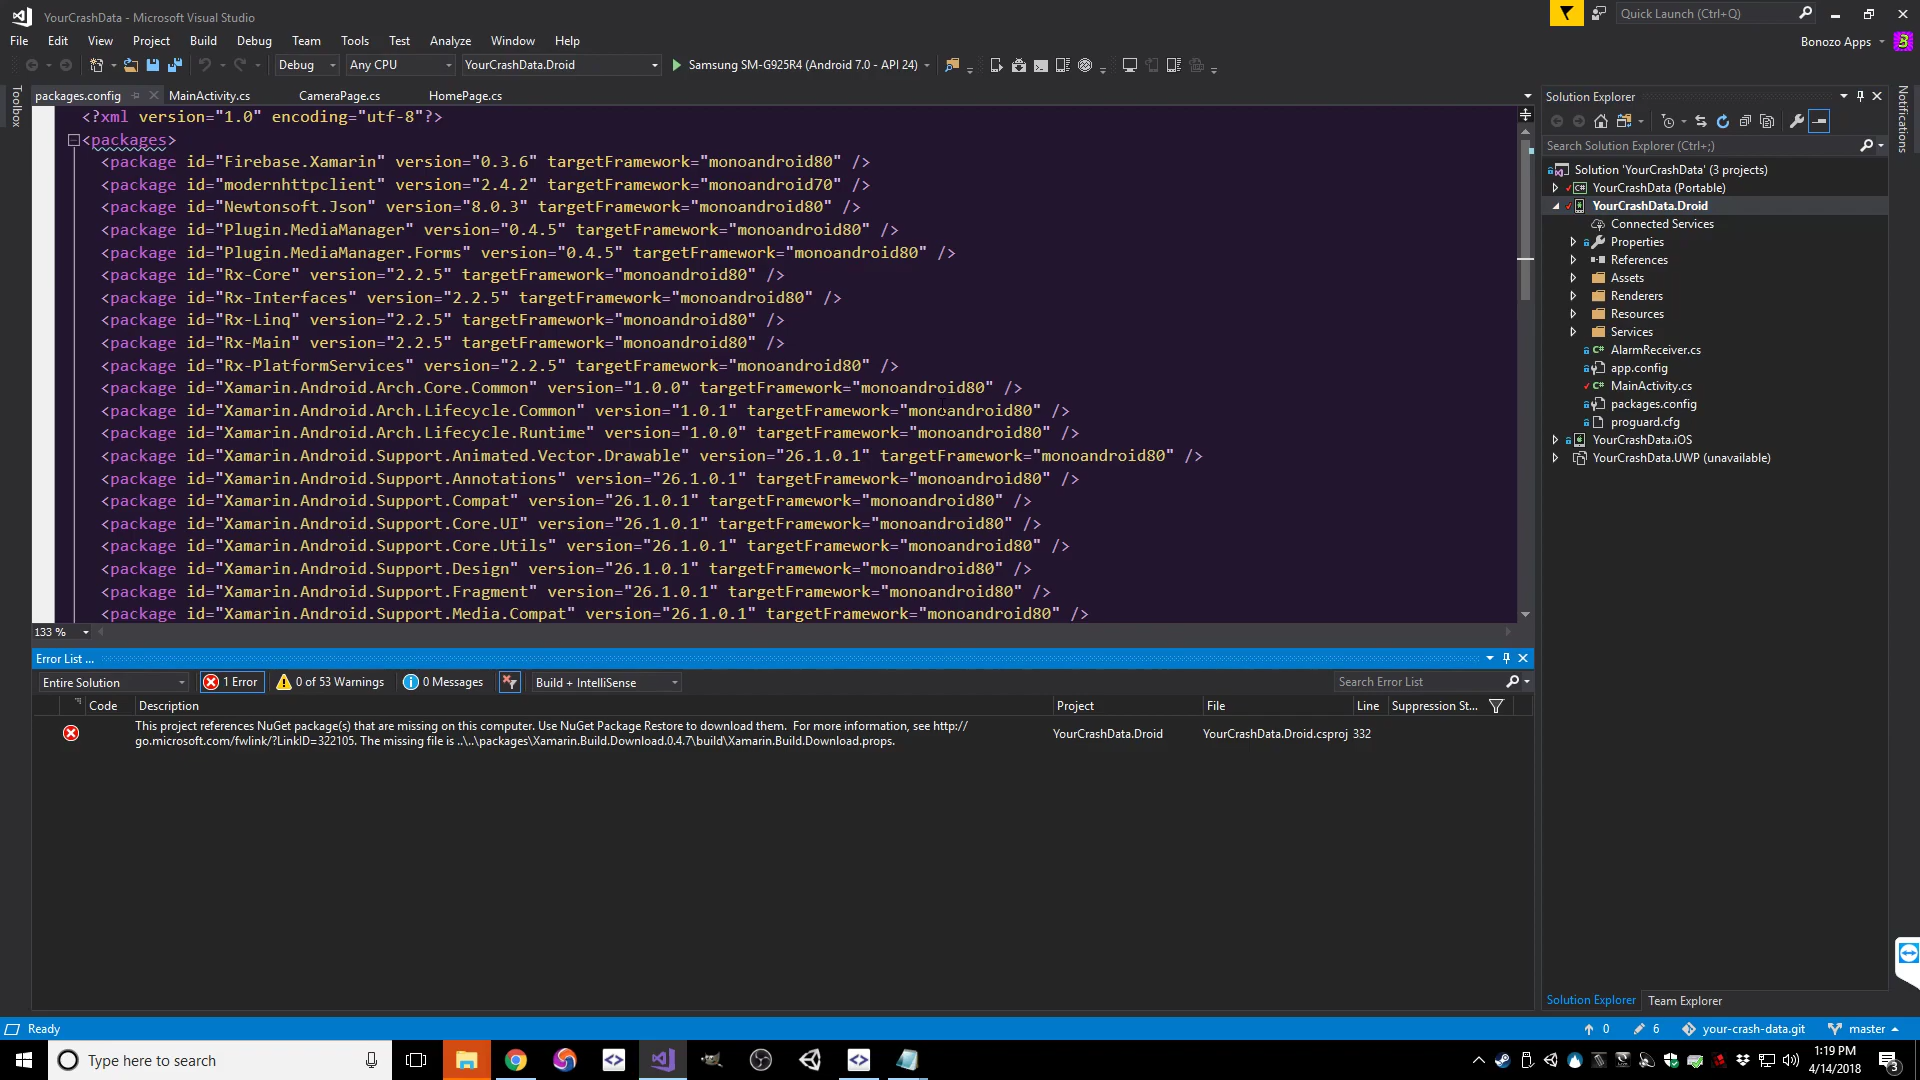 YourCrashData - Microsoft Visual Studio
Quick Launch (Ctrl+Q)
File Edit View Project Build Debug Team Tools Test Analyze Window Help
Bonozo Apps
Debug Any CPU YourCrashData.Droid Samsung SM-G925R4 (Android 7.0 - API 24)
Toolbox
packages.config MainActivity.cs CameraPage.cs HomePage.cs
<?xml version="1.0" encoding="utf-8"?>
<packages>
<package id="Firebase.Xamarin" version="0.3.6" targetFramework="monoandroid80" />
<package id="modernhttpclient" version="2.4.2" targetFramework="monoandroid70" />
<package id="Newtonsoft.Json" version="8.0.3" targetFramework="monoandroid80" />
<package id="Plugin.MediaManager" version="0.4.5" targetFramework="monoandroid80" />
<package id="Plugin.MediaManager.Forms" version="0.4.5" targetFramework="monoandroid80" />
<package id="Rx-Core" version="2.2.5" targetFramework="monoandroid80" />
<package id="Rx-Interfaces" version="2.2.5" targetFramework="monoandroid80" />
<package id="Rx-Linq" version="2.2.5" targetFramework="monoandroid80" />
<package id="Rx-Main" version="2.2.5" targetFramework="monoandroid80" />
<package id="Rx-PlatformServices" version="2.2.5" targetFramework="monoandroid80" />
<package id="Xamarin.Android.Arch.Core.Common" version="1.0.0" targetFramework="monoandroid80" />
<package id="Xamarin.Android.Arch.Lifecycle.Common" version="1.0.1" targetFramework="monoandroid80" />
<package id="Xamarin.Android.Arch.Lifecycle.Runtime" version="1.0.0" targetFramework="monoandroid80" />
<package id="Xamarin.Android.Support.Animated.Vector.Drawable" version="26.1.0.1" targetFramework="monoandroid80" />
<package id="Xamarin.Android.Support.Annotations" version="26.1.0.1" targetFramework="monoandroid80" />
<package id="Xamarin.Android.Support.Compat" version="26.1.0.1" targetFramework="monoandroid80" />
<package id="Xamarin.Android.Support.Core.UI" version="26.1.0.1" targetFramework="monoandroid80" />
<package id="Xamarin.Android.Support.Core.Utils" version="26.1.0.1" targetFramework="monoandroid80" />
<package id="Xamarin.Android.Support.Design" version="26.1.0.1" targetFramework="monoandroid80" />
<package id="Xamarin.Android.Support.Fragment" version="26.1.0.1" targetFramework="monoandroid80" />
<package id="Xamarin.Android.Support.Media.Compat" version="26.1.0.1" targetFramework="monoandroid80" />
133 %
Error List ...
Entire Solution 1 Error 0 of 53 Warnings 0 Messages Build + IntelliSense Search Error List
Code Description Project File Line Suppression St...
This project references NuGet package(s) that are missing on this computer. Use NuGet Package Restore to download them.  For more information, see http://
go.microsoft.com/fwlink/?LinkID=322105. The missing file is ..\..\packages\Xamarin.Build.Download.0.4.7\build\Xamarin.Build.Download.props.
YourCrashData.Droid YourCrashData.Droid.csproj 332
Solution Explorer
Search Solution Explorer (Ctrl+;)
Solution 'YourCrashData' (3 projects)
YourCrashData (Portable)
YourCrashData.Droid
Connected Services
Properties
References
Assets
Renderers
Resources
Services
AlarmReceiver.cs
app.config
MainActivity.cs
packages.config
proguard.cfg
YourCrashData.iOS
YourCrashData.UWP (unavailable)
Notifications
Solution Explorer Team Explorer
Ready
0 6 your-crash-data.git master
Type here to search
1:19 PM
4/14/2018
3